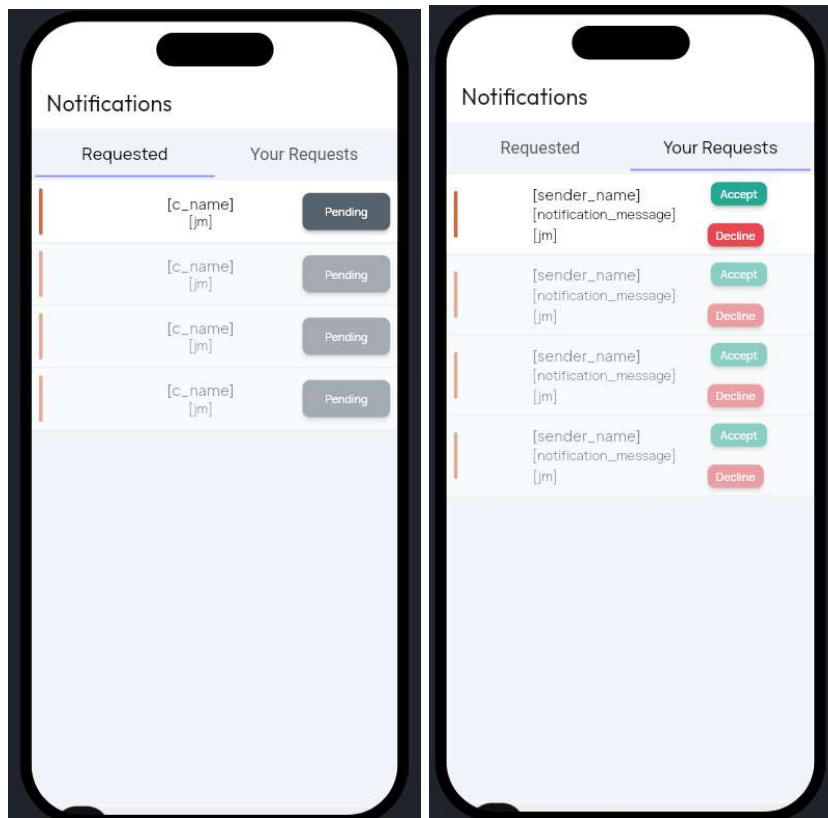 Notifications
Requested Your Requests
[c_name]
[jm]
Pending
[c_name]
[jm]
Pending
[c_name]
[jm]
Pending
[c_name]
[jm]
Pending
Notifications
Requested Your Requests
[sender_name]
[notification_message]
[jm]
Accept
Decline
[sender_name]
[notification_message]
[jm]
Accept
Decline
[sender_name]
[notification_message]
[jm]
Accept
Decline
[sender_name]
[notification_message]
[jm]
Accept
Decline